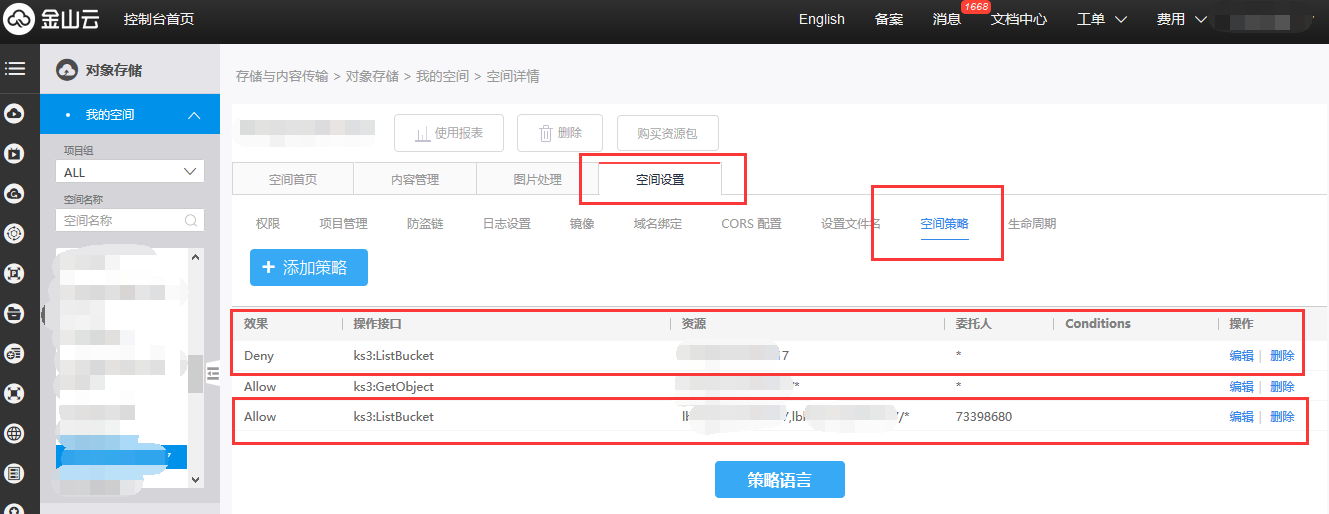 金山云 控制台首页 English 备案 消息 1668 文档中心 工单 费用
对象存储
我的空间
项目组
ALL
空间名称
空间名称
存储与内容传输 > 对象存储 > 我的空间 > 空间详情
使用报表 删除 购买资源包
空间首页 内容管理 图片处理 空间设置
权限 项目管理 防盗链 日志设置 镜像 域名绑定 CORS 配置 设置文件名 空间策略 生命周期
+ 添加策略
效果 操作接口 资源 委托人 Conditions 操作
Deny ks3:ListBucket * 编辑 | 删除
Allow ks3:GetObject /* * 编辑 | 删除
Allow ks3:ListBucket /* 73398680 编辑 | 删除
策略语言